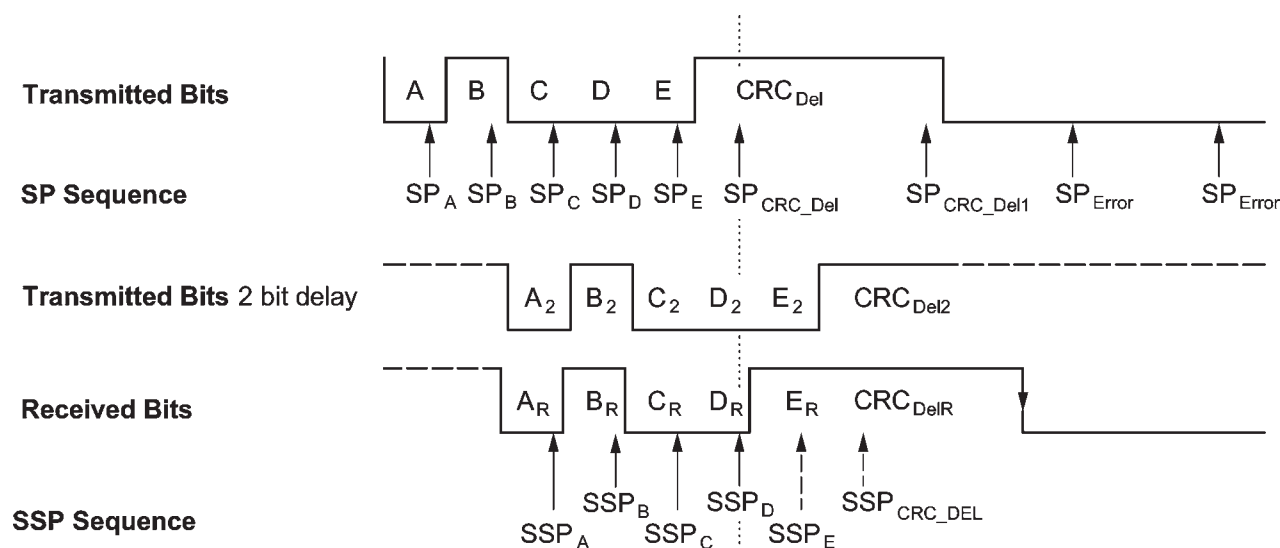 Transmitted Bits A B C D E CRC_Del
SP Sequence SP_A SP_B SP_C SP_D SP_E SP_CRC_Del SP_CRC_Del1 SP_Error SP_Error
Transmitted Bits 2 bit delay A_2 B_2 C_2 D_2 E_2 CRC_Del2
Received Bits A_R B_R C_R D_R E_R CRC_DelR
SSP_B SSP_D SSP_CRC_DEL
SSP Sequence SSP_A SSP_C SSP_E